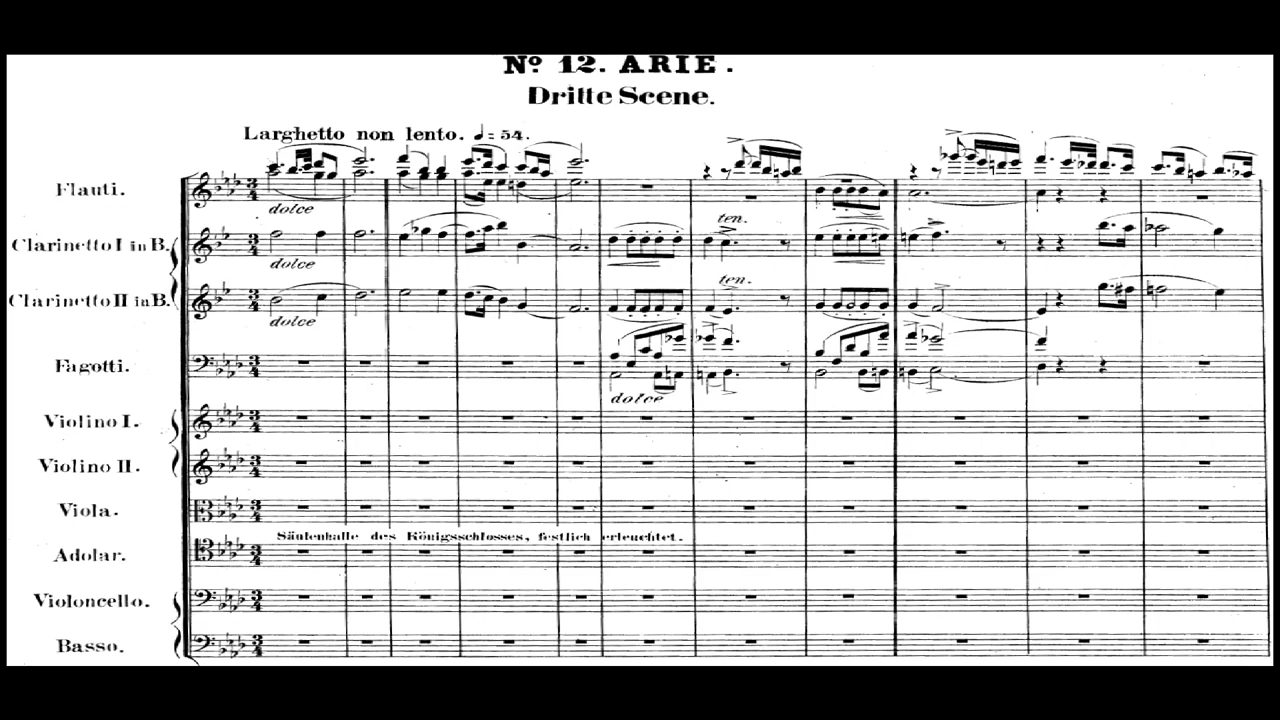 Nº 12. ARIE.
Dritte Scene.
Larghetto non lento. ♩= 54.
Flauti.
dolce
Clarinetto I in B.
ten.
dolce
Clarinetto II in B.
ten.
dolce
Fagotti.
dolce
Violino I.
Violino II.
Viola.
Säulenhalle des Königsschlosses, festlich erleuchtet.
Adolar.
Violoncello.
Basso.